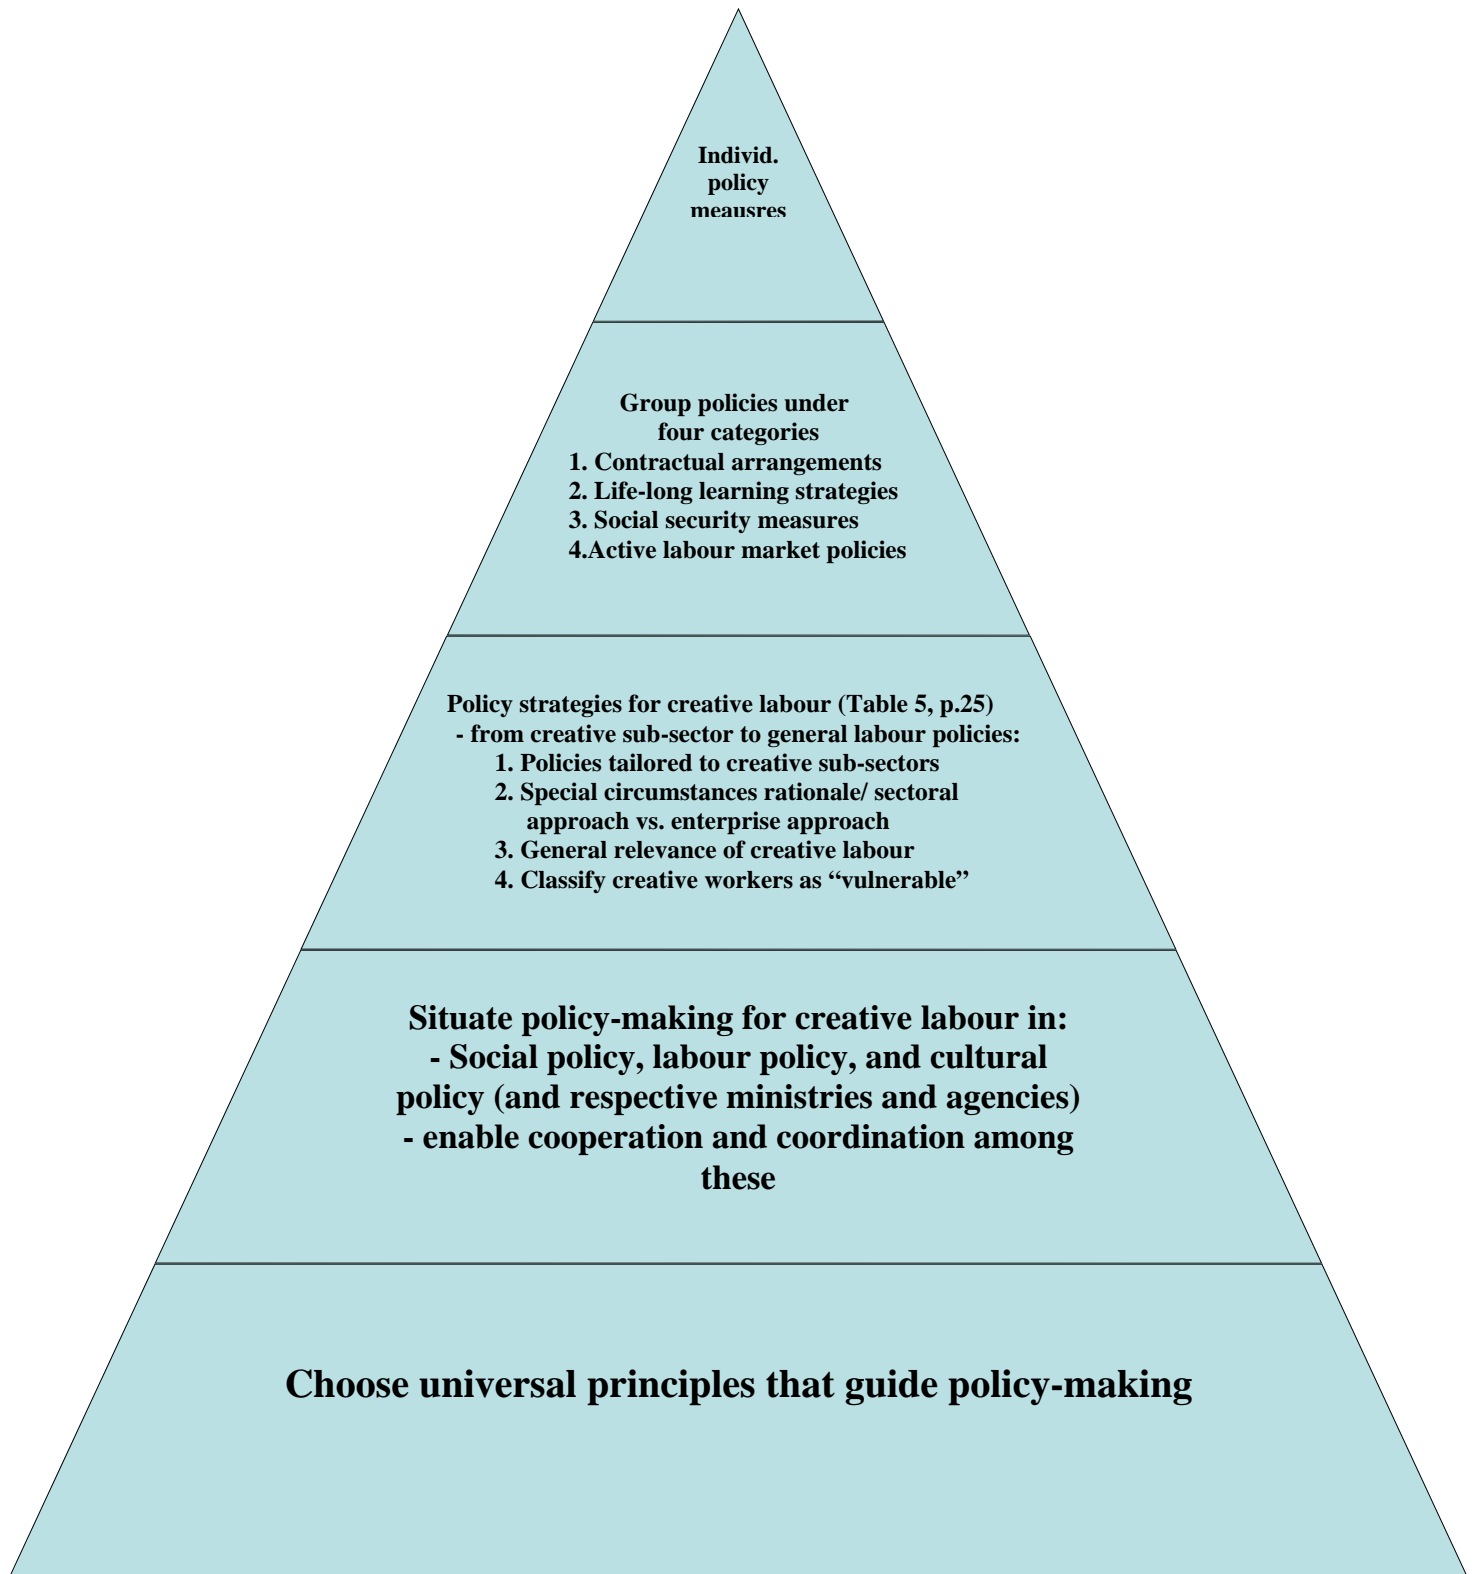 Individ.
policy
meausres
Group policies under
four categories
1. Contractual arrangements
2. Life-long learning strategies
3. Social security measures
4.Active labour market policies
Policy strategies for creative labour (Table 5, p.25)
- from creative sub-sector to general labour policies:
1. Policies tailored to creative sub-sectors
2. Special circumstances rationale/ sectoral
approach vs. enterprise approach
3. General relevance of creative labour
4. Classify creative workers as “vulnerable”
Situate policy-making for creative labour in:
- Social policy, labour policy, and cultural
policy (and respective ministries and agencies)
- enable cooperation and coordination among
these
Choose universal principles that guide policy-making